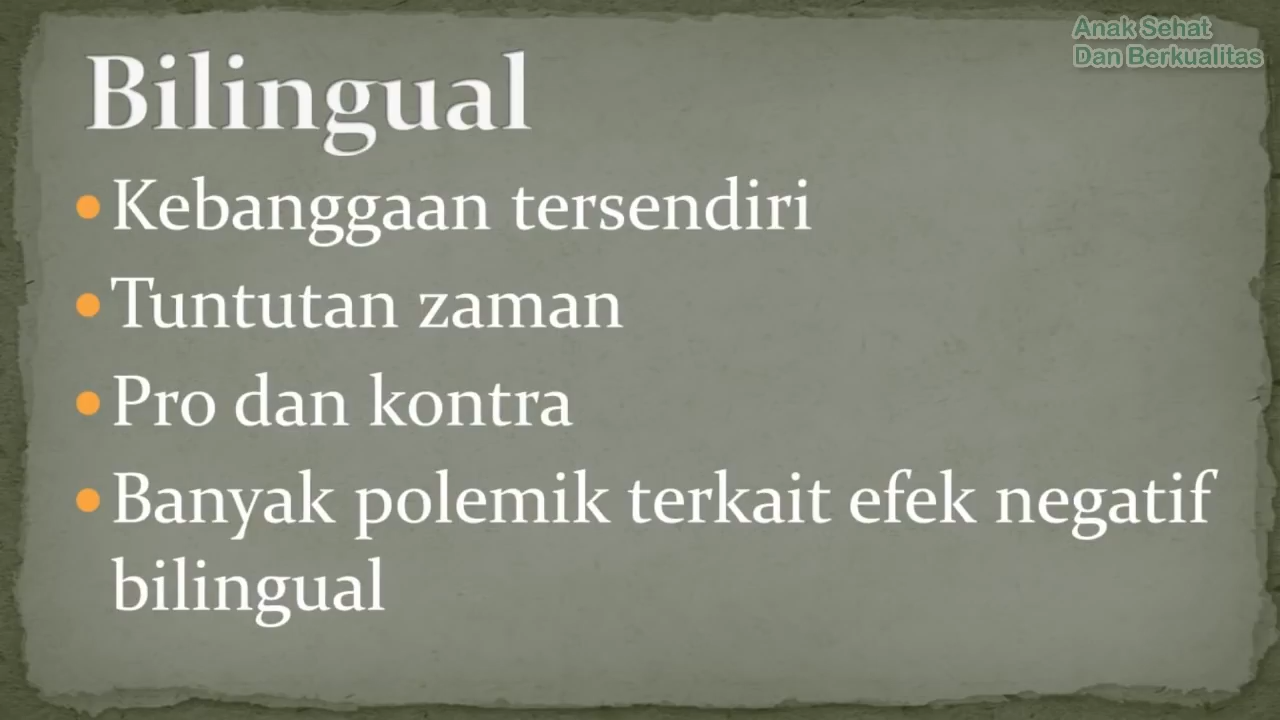 Anak Sehat
Dan Berkualitas
Bilingual
Kebanggaan tersendiri
Tuntutan zaman
Pro dan kontra
Banyak polemik terkait efek negatif
bilingual